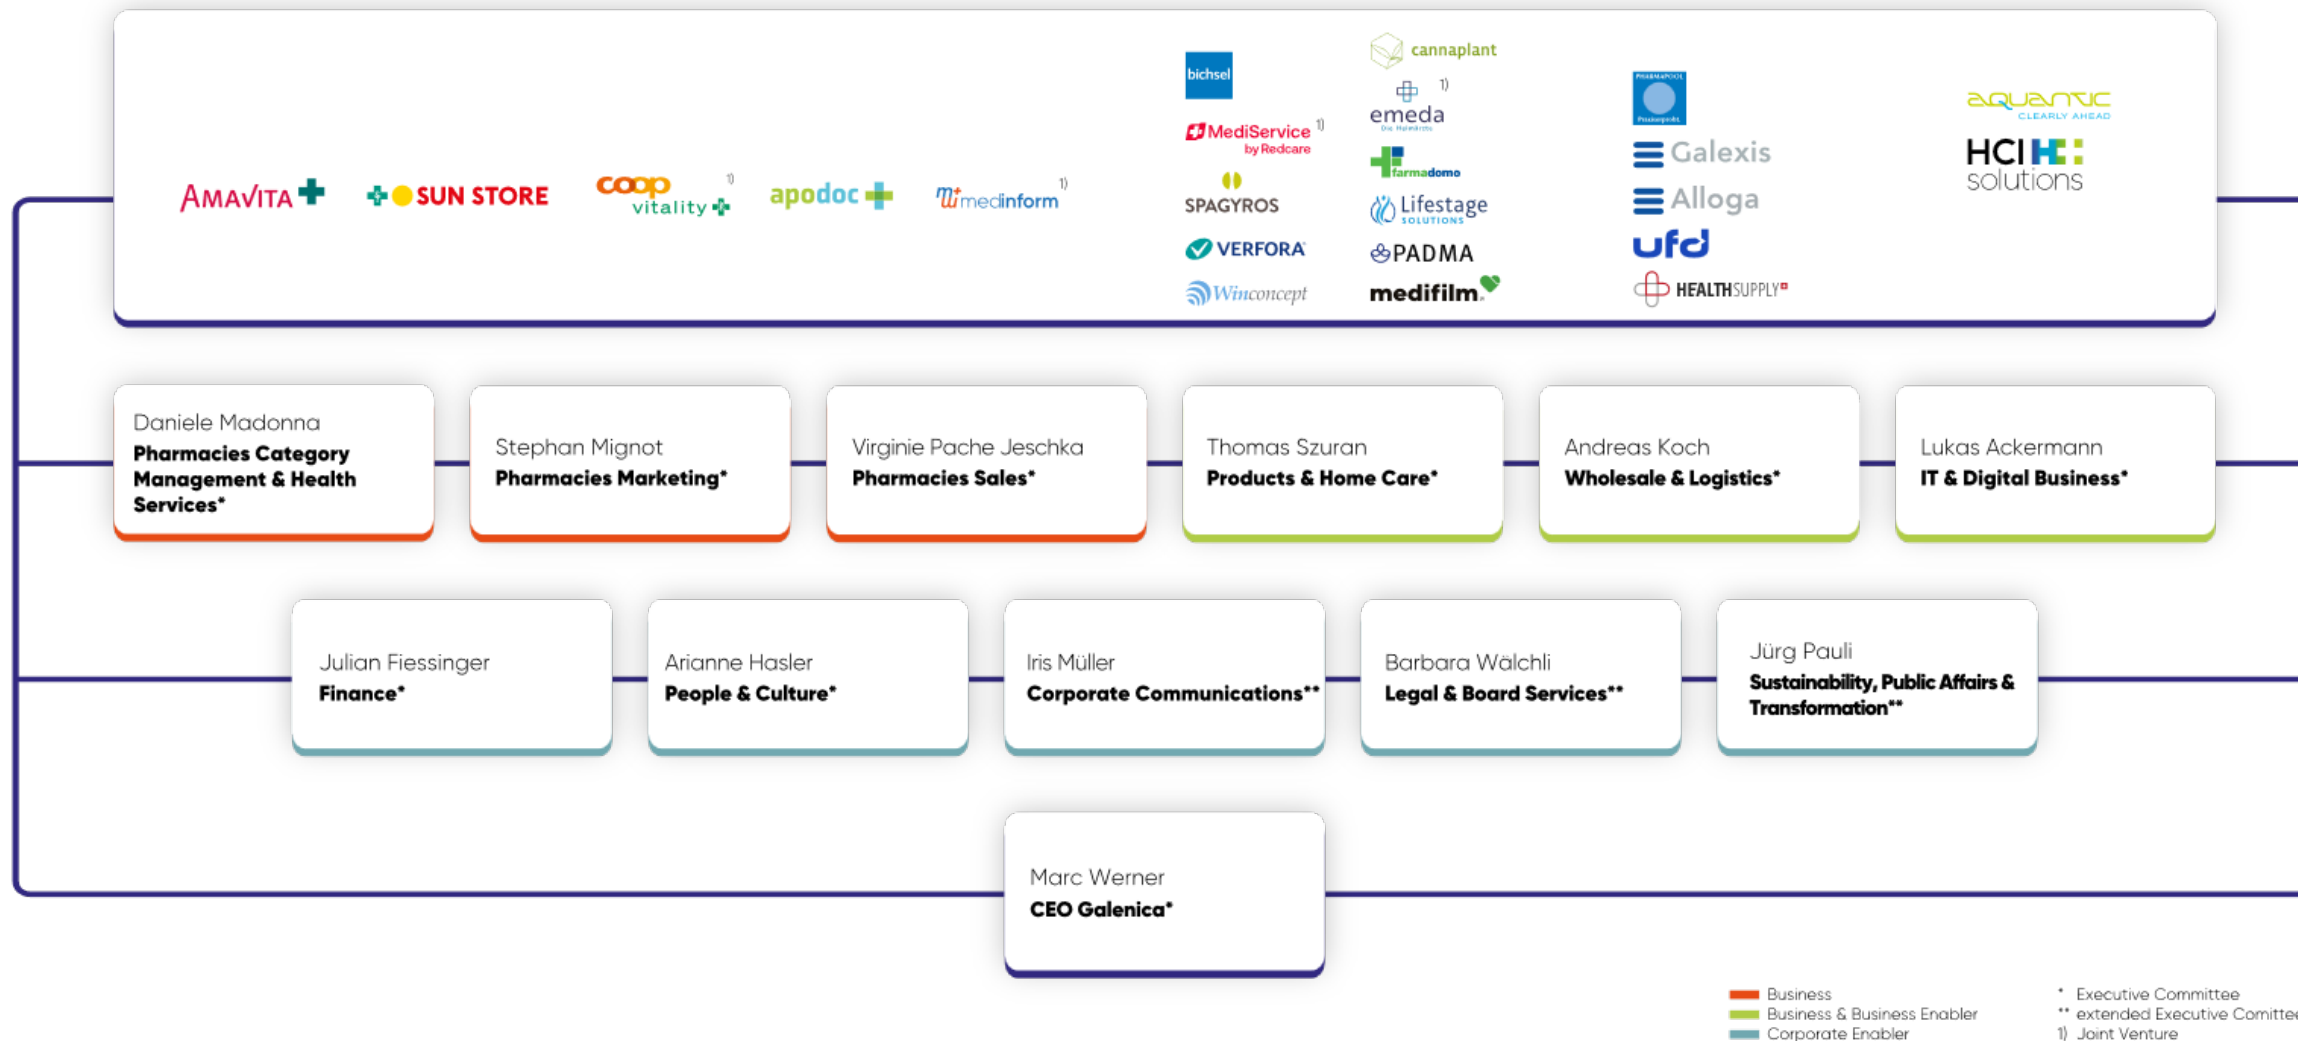 AMAVITA
SUN STORE
coop 1)
vitality
apodoc
medinform 1)
bichsel
MediService 1)
by Redcare
SPAGYROS
VERFORA
Winconcept
cannaplant
1)
emeda
Die Heimärzte
farmadomo
Lifestage
SOLUTIONS
PADMA
medifilm
PHARMAPOOL
Galexis
Alloga
ufd
HEALTHSUPPLY
aquantic
CLEARLY AHEAD
HCI
solutions
Daniele Madonna
Pharmacies Category
Management & Health
Services*
Stephan Mignot
Pharmacies Marketing*
Virginie Pache Jeschka
Pharmacies Sales*
Thomas Szuran
Products & Home Care*
Andreas Koch
Wholesale & Logistics*
Lukas Ackermann
IT & Digital Business*
Julian Fiessinger
Finance*
Arianne Hasler
People & Culture*
Iris Müller
Corporate Communications**
Barbara Wälchli
Legal & Board Services**
Jürg Pauli
Sustainability, Public Affairs &
Transformation**
Marc Werner
CEO Galenica*
Business
Business & Business Enabler
Corporate Enabler
* Executive Committee
** extended Executive Comittee
1) Joint Venture